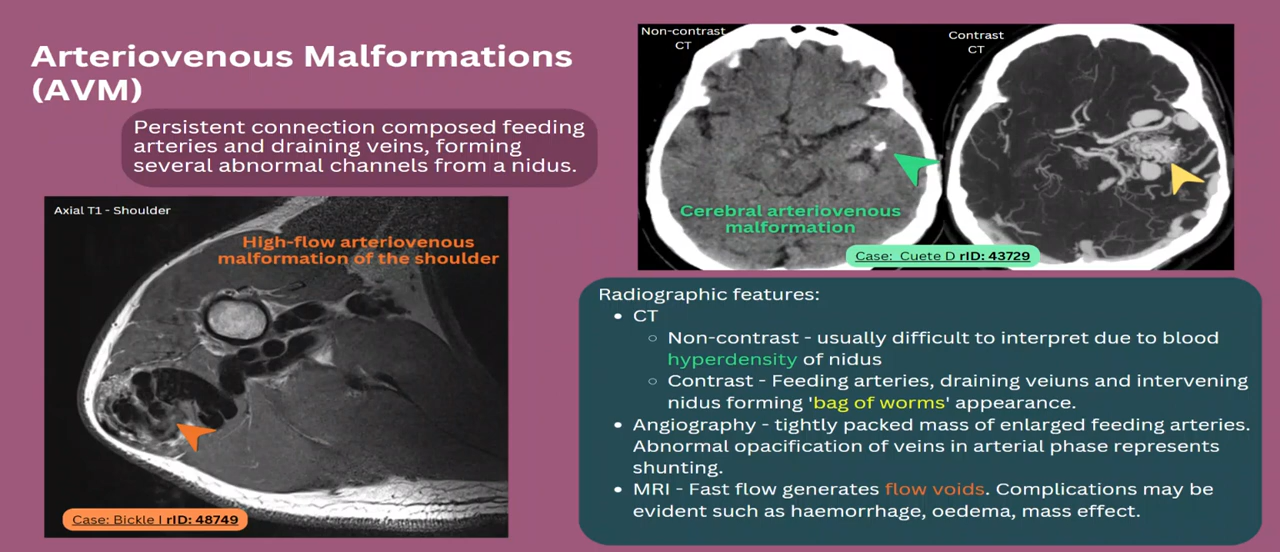 Arteriovenous Malformations
(AVM)
Persistent connection composed feeding
arteries and draining veins, forming
several abnormal channels from a nidus.
Axial T1 - Shoulder
High-flow arteriovenous
malformation of the shoulder
Case: Bickle I rID: 48749
Non-contrast
CT
Contrast
CT
Cerebral arteriovenous
malformation
Case:  Cuete D rID: 43729
Radiographic features:
• CT
○ Non-contrast - usually difficult to interpret due to blood
hyperdensity of nidus
○ Contrast - Feeding arteries, draining veiuns and intervening
nidus forming 'bag of worms' appearance.
• Angiography - tightly packed mass of enlarged feeding arteries.
Abnormal opacification of veins in arterial phase represents
shunting.
• MRI - Fast flow generates flow voids. Complications may be
evident such as haemorrhage, oedema, mass effect.